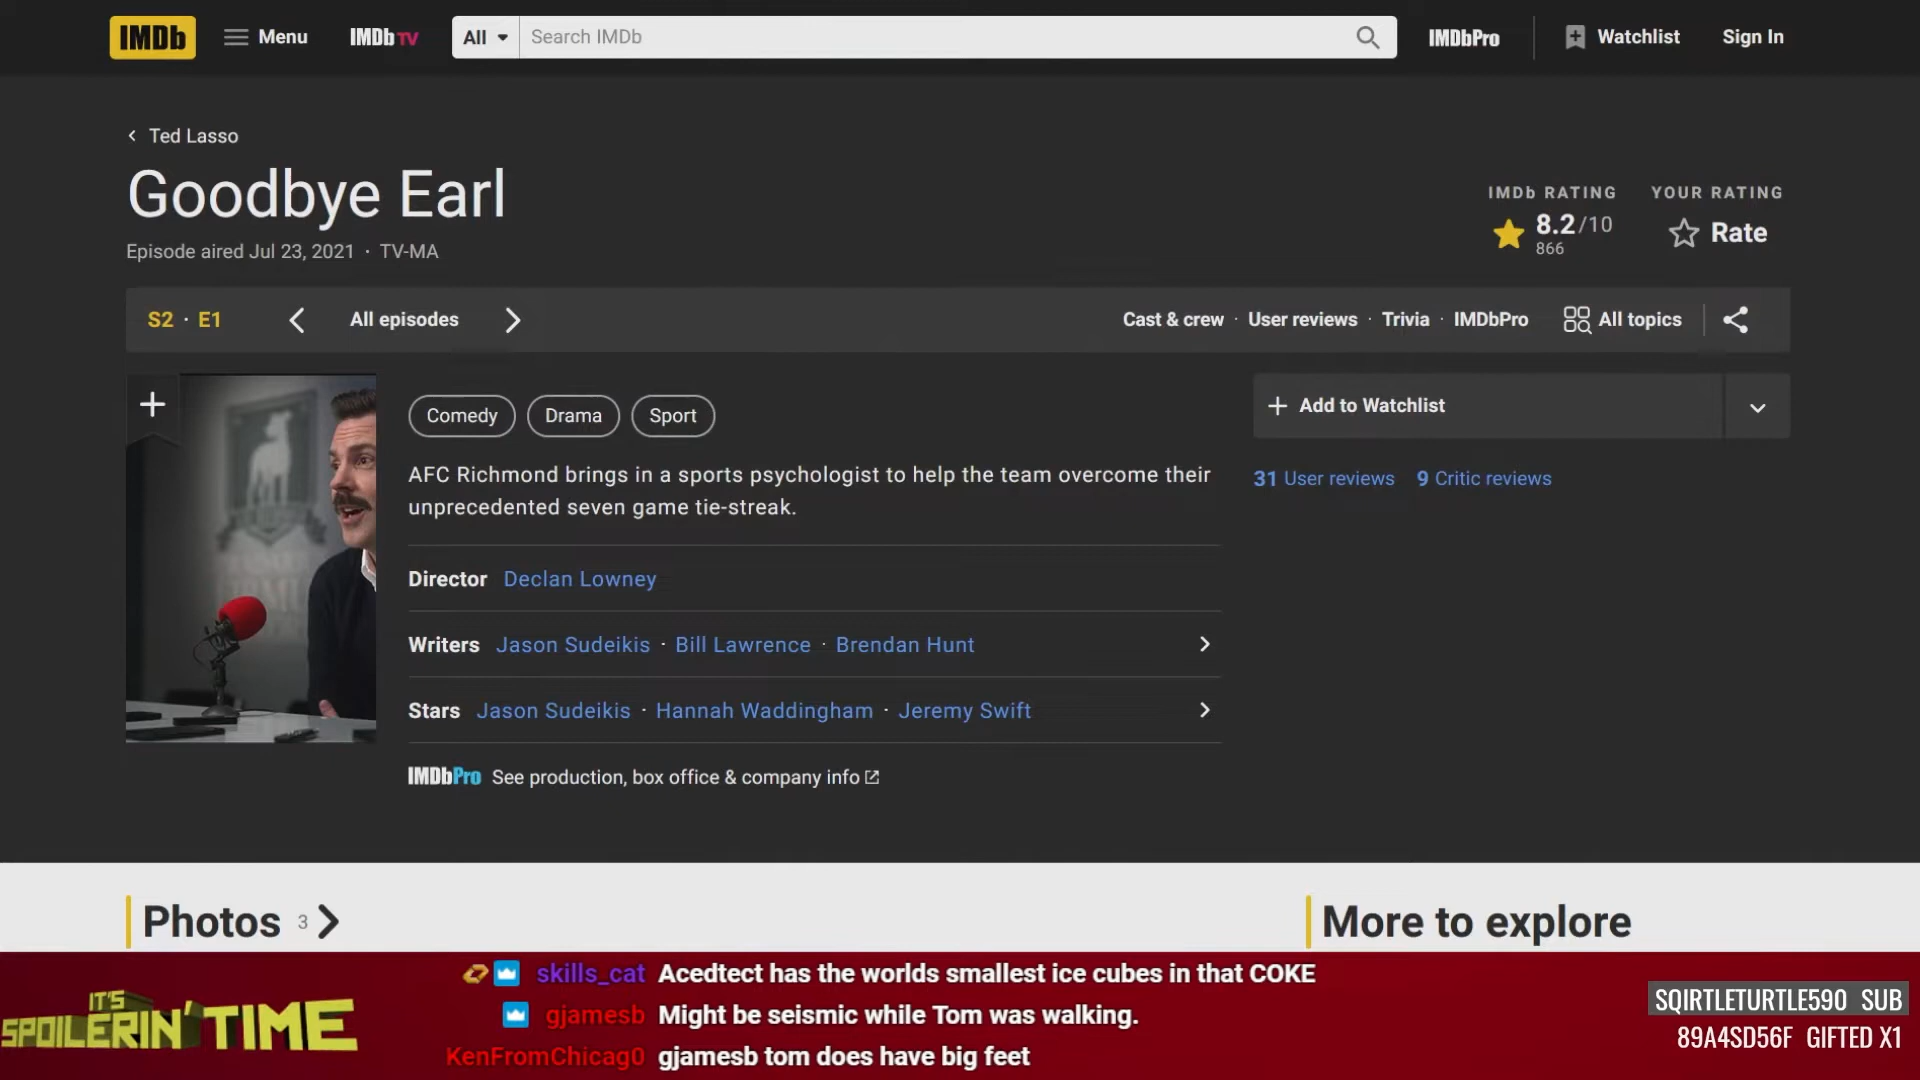 IMDb Menu IMDb TV All Search IMDb IMDbPro Watchlist Sign In
Ted Lasso
Goodbye Earl
Episode aired Jul 23, 2021 · TV-MA
IMDb RATING YOUR RATING
8.2/10 Rate
866
S2 · E1 All episodes Cast & crew · User reviews · Trivia · IMDbPro All topics
Comedy Drama Sport
+ Add to Watchlist
AFC Richmond brings in a sports psychologist to help the team overcome their
unprecedented seven game tie-streak.
31 User reviews 9 Critic reviews
Director Declan Lowney
Writers Jason Sudeikis · Bill Lawrence · Brendan Hunt
Stars Jason Sudeikis · Hannah Waddingham · Jeremy Swift
IMDbPro See production, box office & company info
Photos 3
More to explore
IT'S
SPOILERIN' TIME
skills_cat Acedtect has the worlds smallest ice cubes in that COKE
gjamesb Might be seismic while Tom was walking.
KenFromChicag0 gjamesb tom does have big feet
SQIRTLETURTLE590 SUB
89A4SD56F GIFTED X1